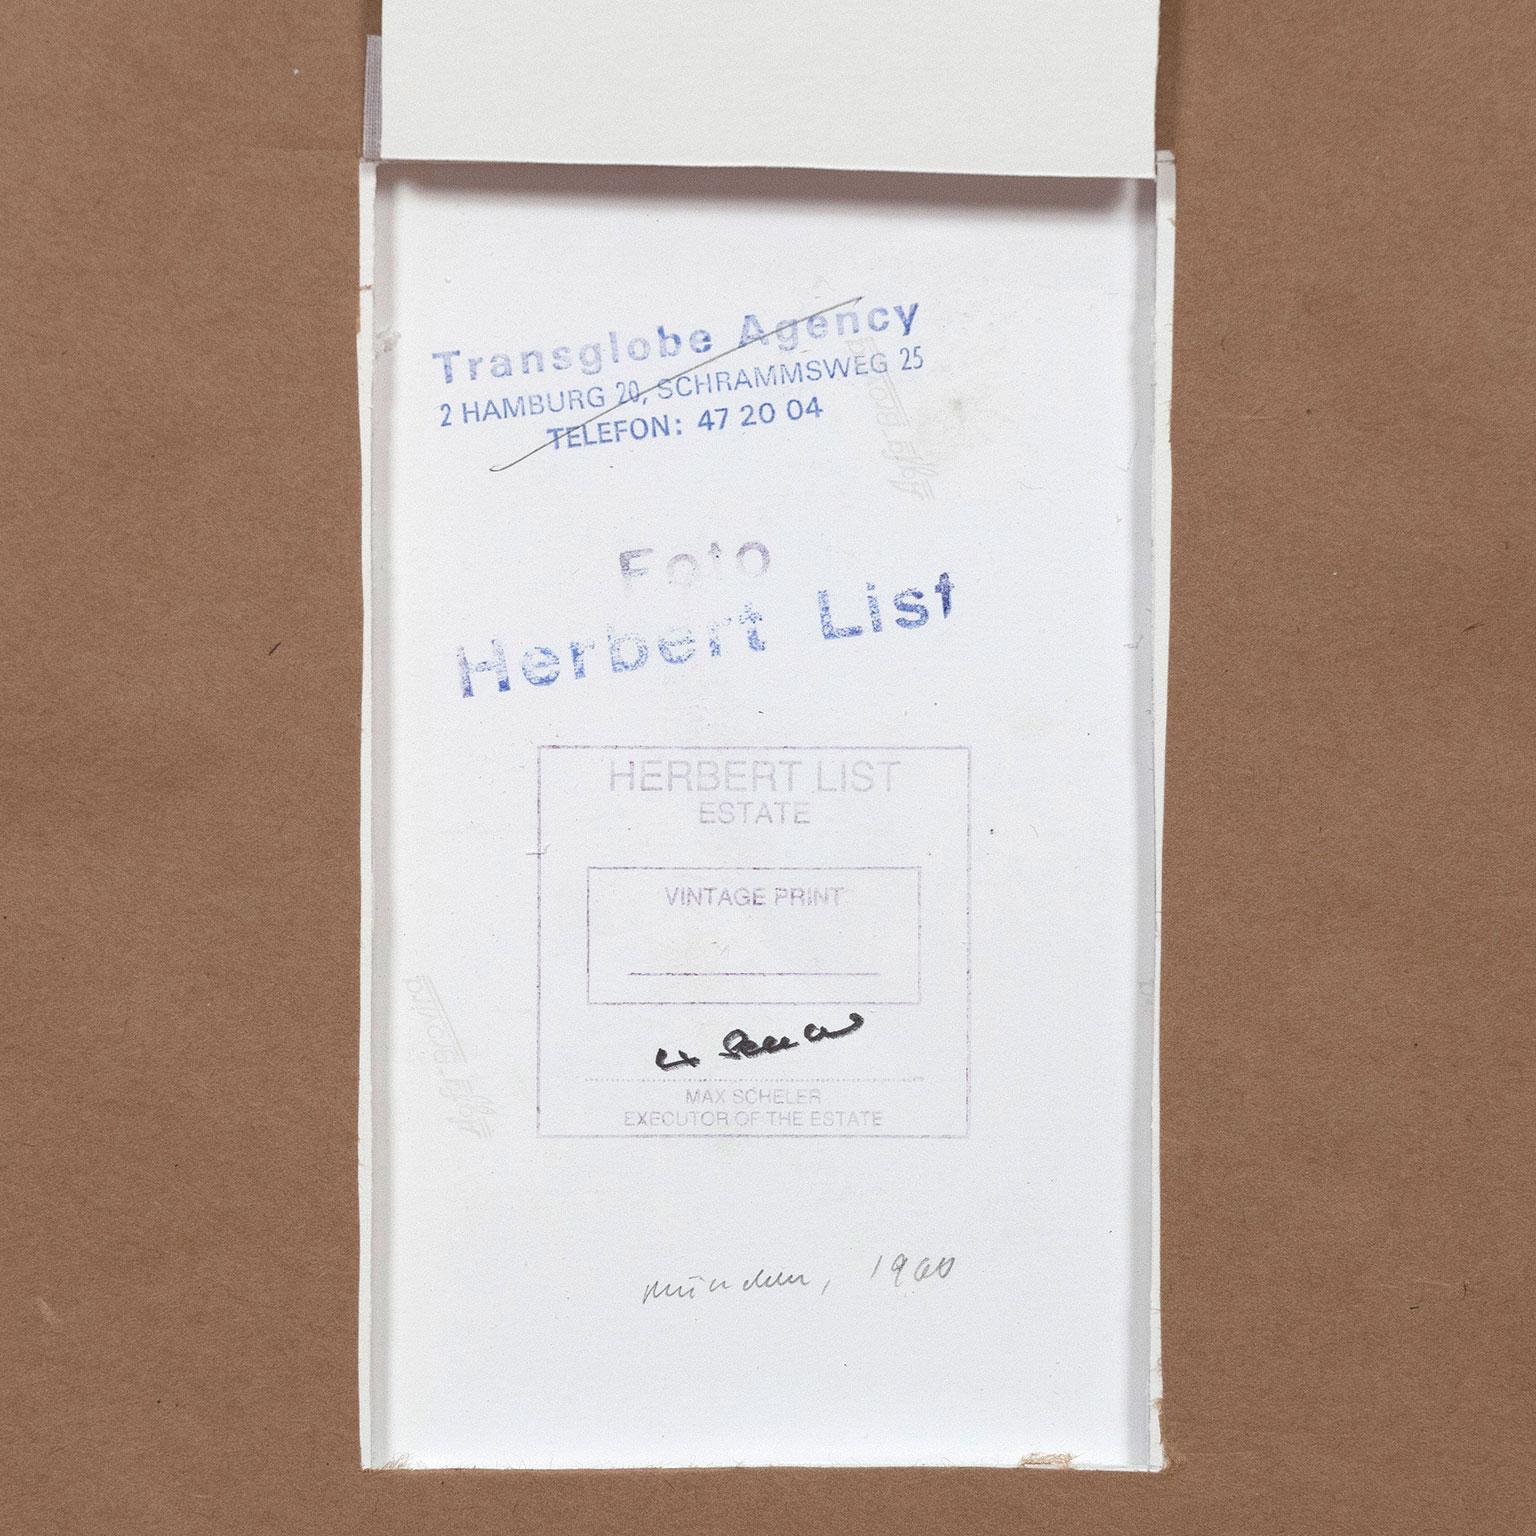 Transglobe Agency
2 HAMBURG 20, SCHRAMMSWEG 25
TELEFON: 47 20 04
Foto
Herbert List
HERBERT LIST
ESTATE
VINTAGE PRINT
MAX SCHELER
EXECUTOR OF THE ESTATE
München, 1960